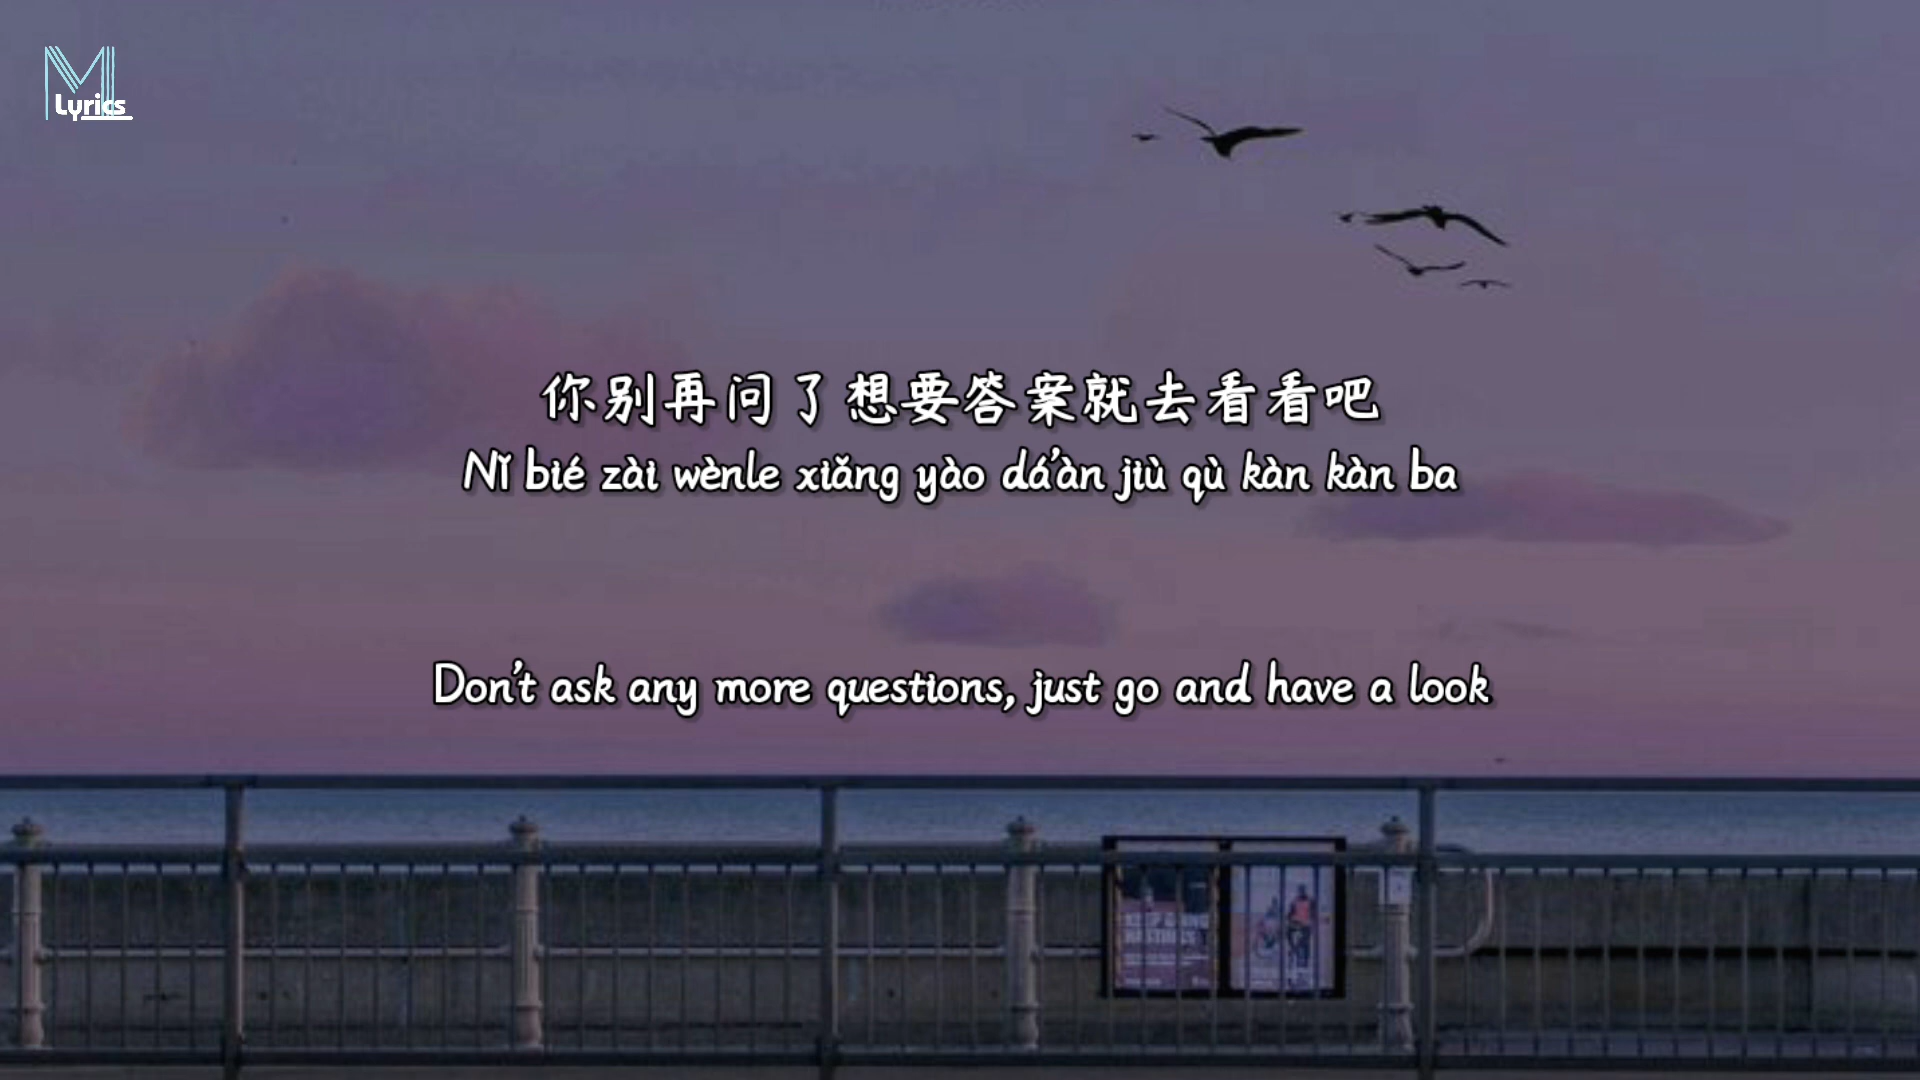 M
Lyrics
你别再问了想要答案就去看看吧
Nǐ bié zài wènle xiǎng yào dá'àn jiù qù kàn kàn ba
Don't ask any more questions, just go and have a look
KEEP